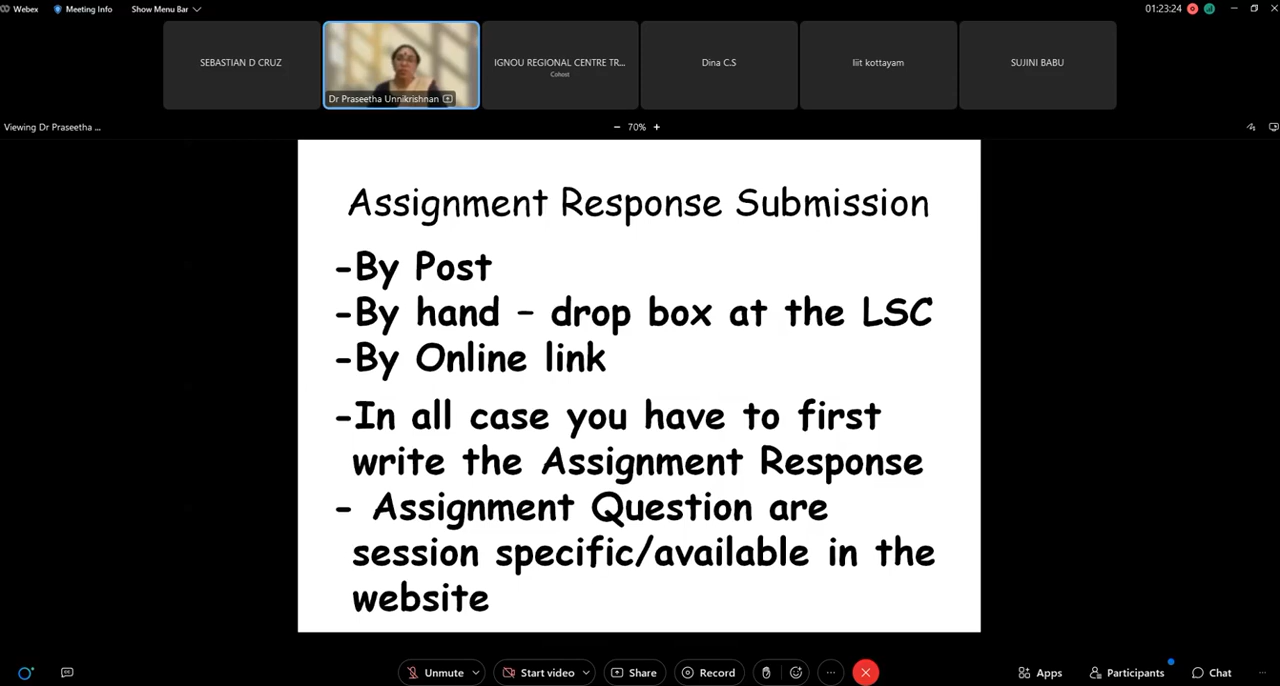 Webex
Meeting Info
Show Menu Bar
01:23:24
SEBASTIAN D CRUZ
Dr Praseetha Unnikrishnan
IGNOU REGIONAL CENTRE TR...
Cohost
Dina C.S
liit kottayam
SUJINI BABU
Viewing Dr Praseetha ...
− 70% +
Assignment Response Submission
-By Post
-By hand – drop box at the LSC
-By Online link
-In all case you have to first
write the Assignment Response
- Assignment Question are
session specific/available in the
website
Unmute
Start video
Share
Record
Apps
Participants
Chat